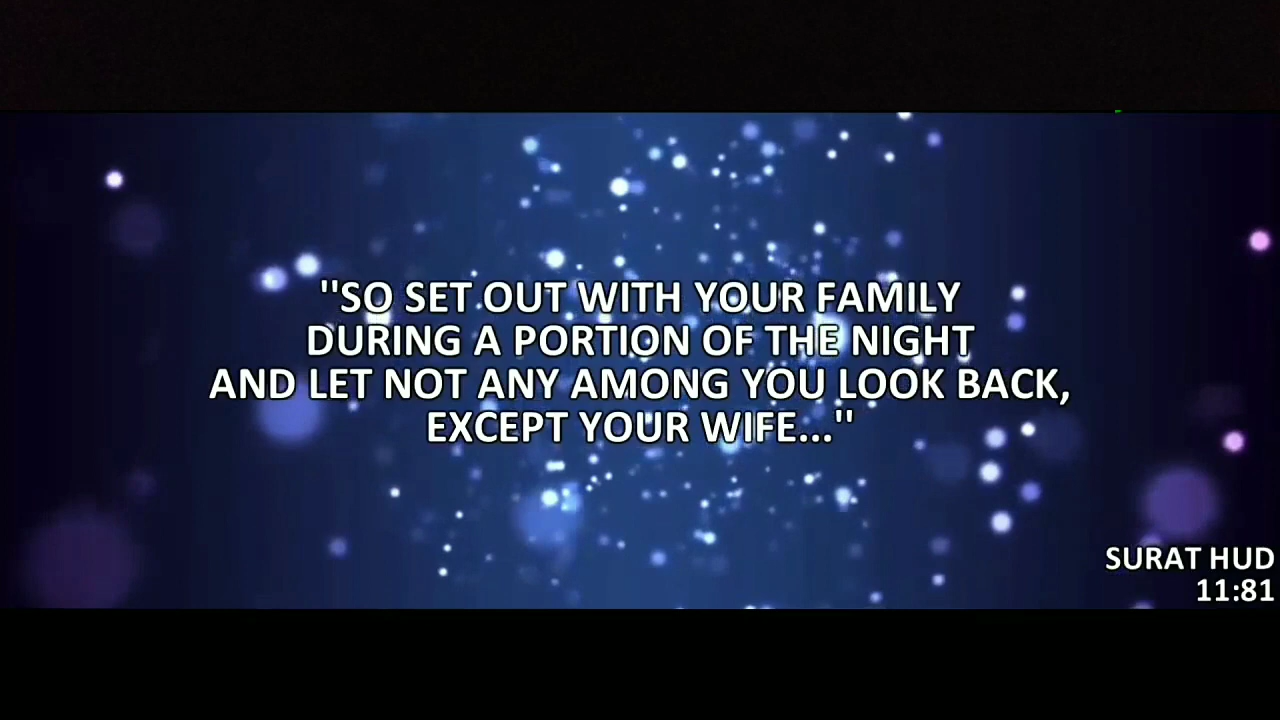 ''SO SET OUT WITH YOUR FAMILY
DURING A PORTION OF THE NIGHT
AND LET NOT ANY AMONG YOU LOOK BACK,
EXCEPT YOUR WIFE...''
SURAT HUD
11:81